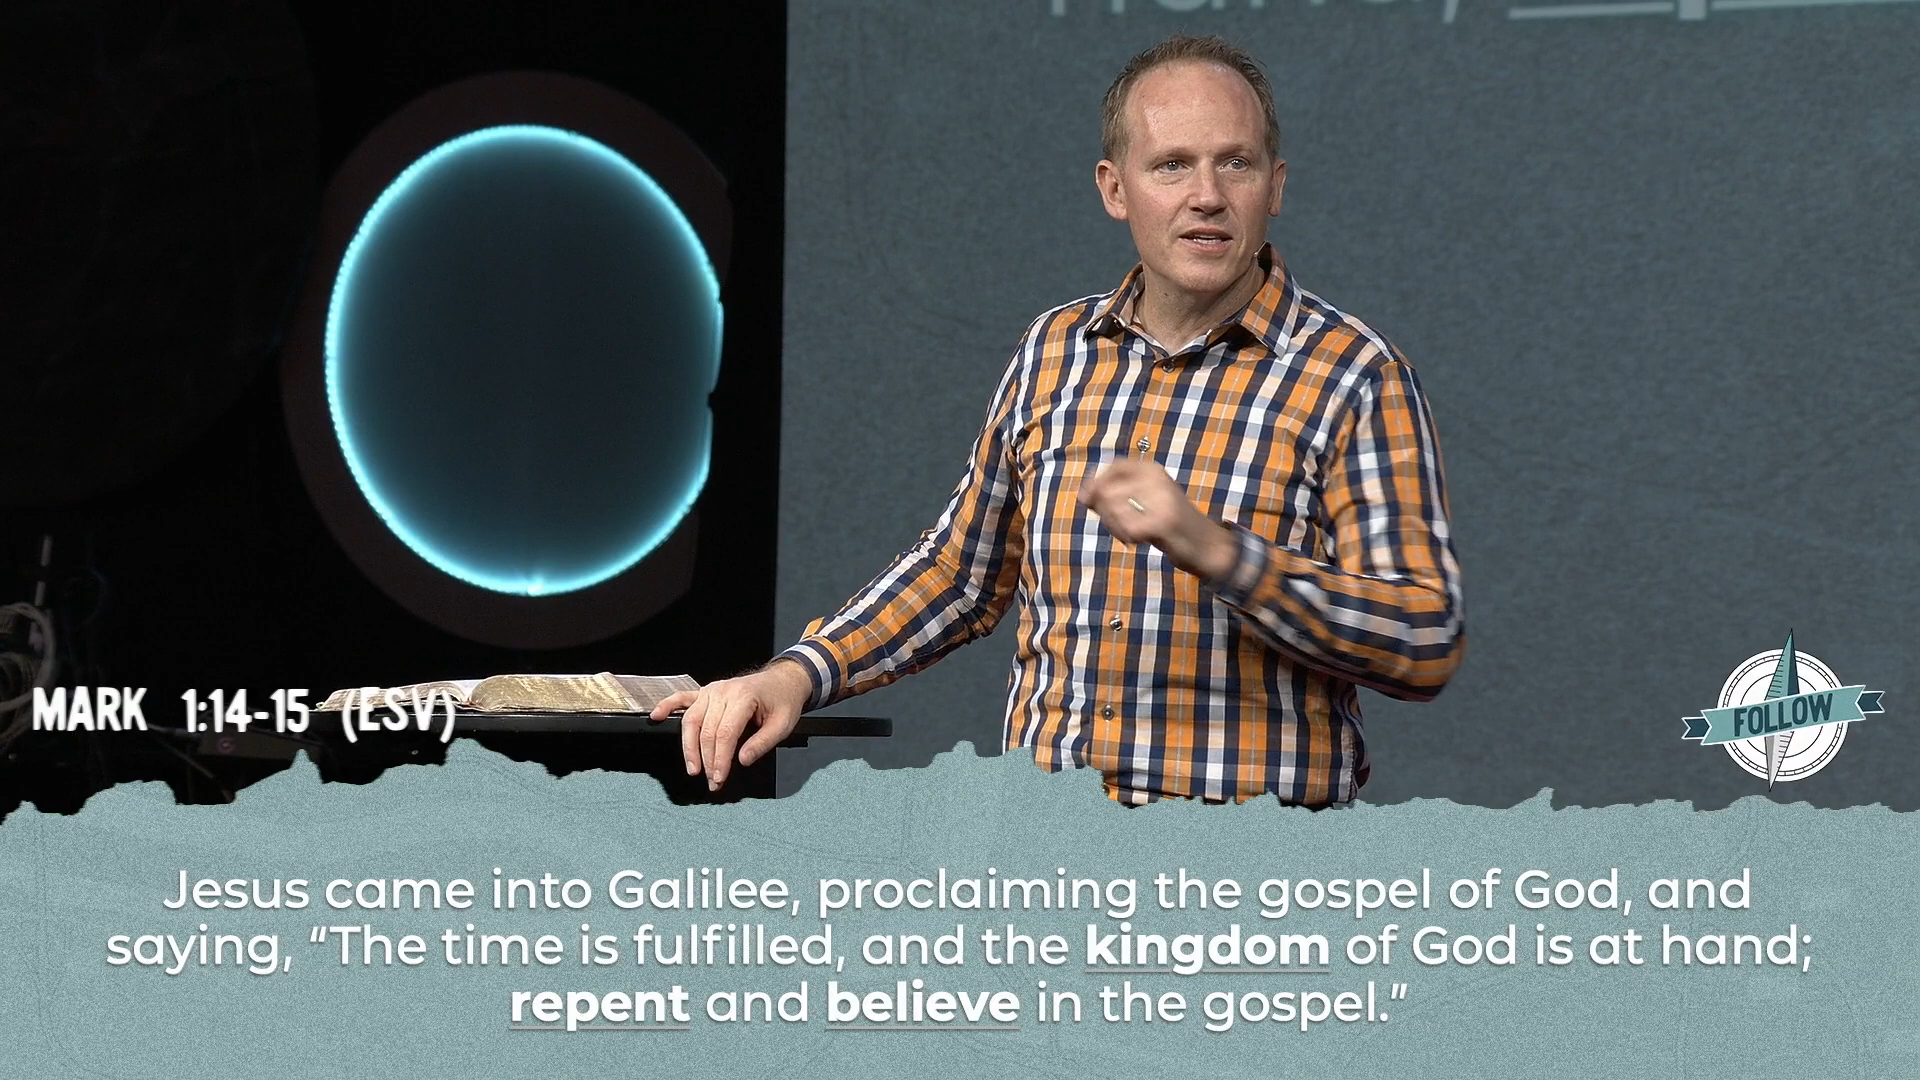 MARK 1:14-15 (ESV)
FOLLOW
Jesus came into Galilee, proclaiming the gospel of God, and
saying, “The time is fulfilled, and the kingdom of God is at hand;
repent and believe in the gospel.”